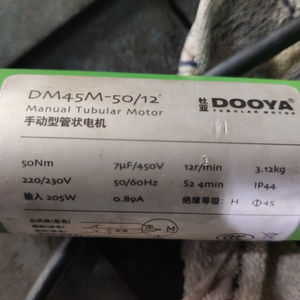 DM45M-50/12
Manual Tubular Motor
手动型管状电机
杜亚 DOOYA
TUBULAR MOTOR
50Nm 7μF/450V 12r/min 3.12kg
220/230V 50/60Hz S2 4min IP44
输入 205W 0.89A 绝缘等级: H Φ45
M